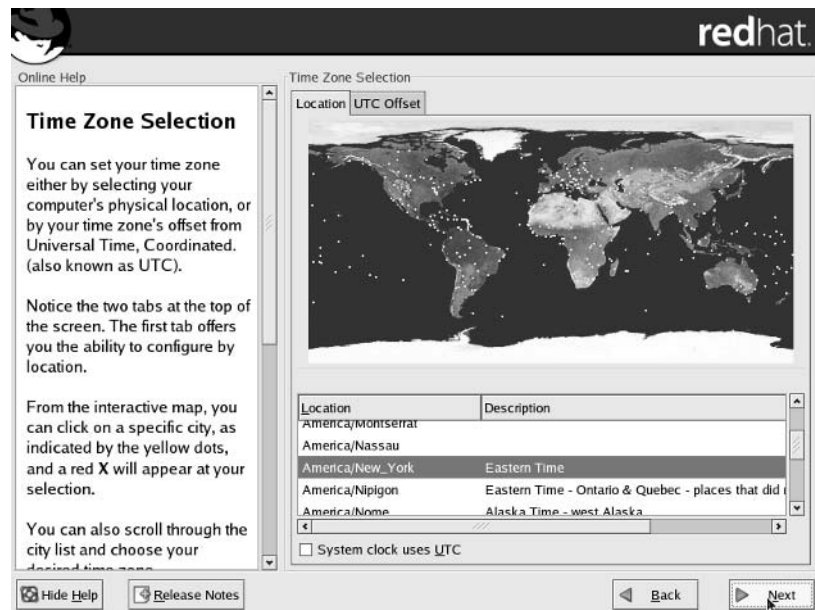 redhat.
Online Help
Time Zone Selection
You can set your time zone
either by selecting your
computer's physical location, or
by your time zone's offset from
Universal Time, Coordinated.
(also known as UTC).
Notice the two tabs at the top of
the screen. The first tab offers
you the ability to configure by
location.
From the interactive map, you
can click on a specific city, as
indicated by the yellow dots,
and a red X will appear at your
selection.
You can also scroll through the
city list and choose your
desired time zone.
Time Zone Selection
Location UTC Offset
Location Description
America/Montserrat
America/Nassau
America/New_York Eastern Time
America/Nipigon Eastern Time - Ontario & Quebec - places that did
America/Nome Alaska Time - west Alaska
System clock uses UTC
Hide Help Release Notes Back Next